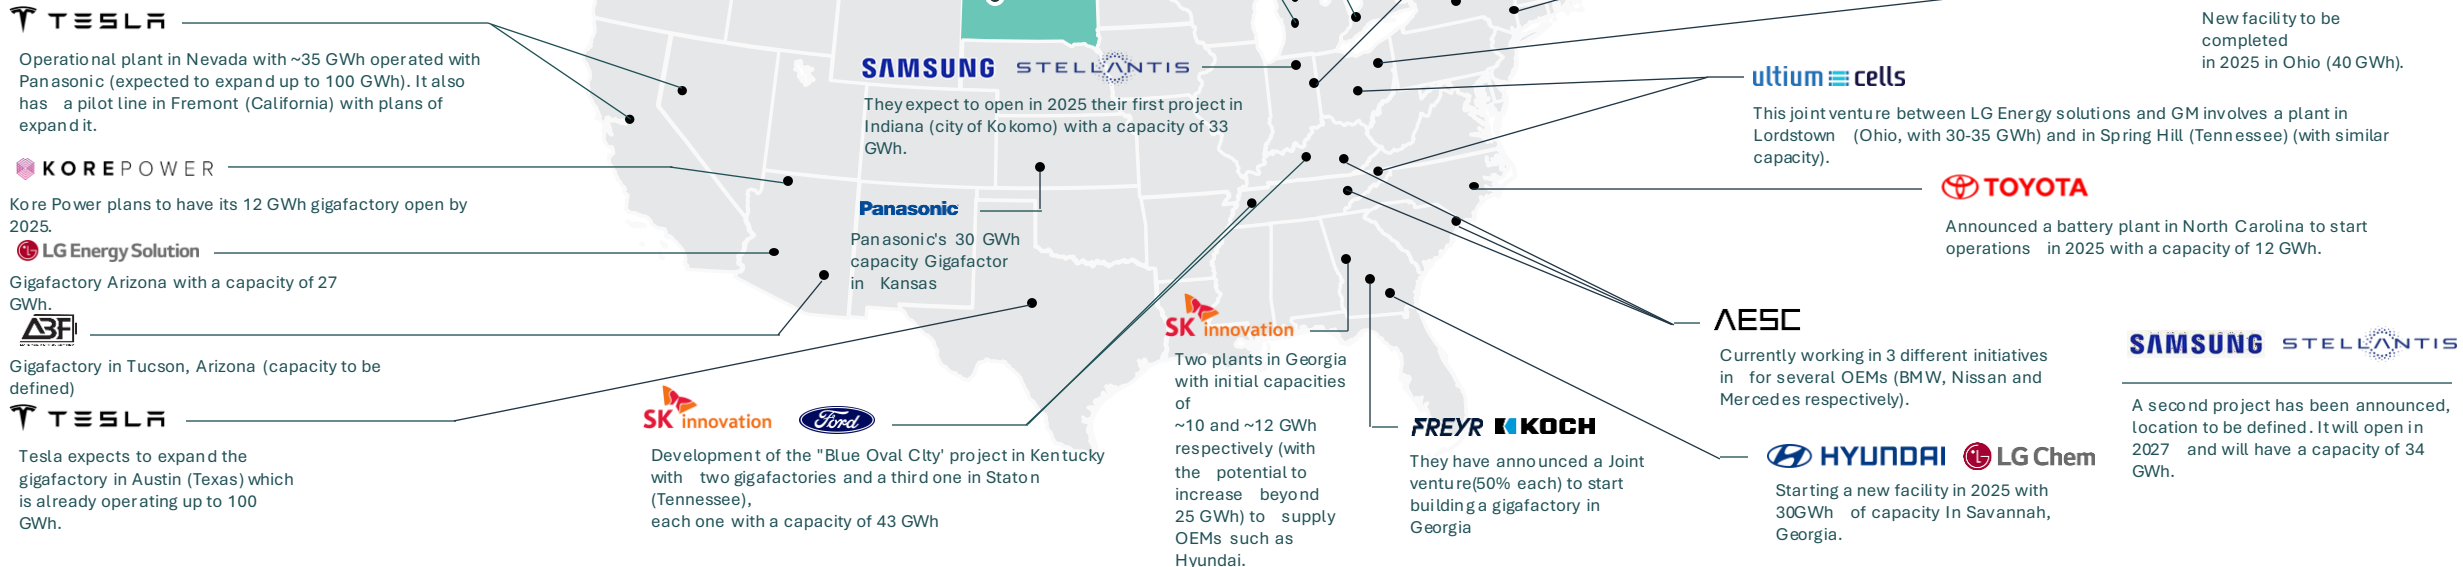 TESLA
Operational plant in Nevada with ~35 GWh operated with
Panasonic (expected to expand up to 100 GWh). It also
has a pilot line in Fremont (California) with plans of
expand it.
KOREPOWER
Kore Power plans to have its 12 GWh gigafactory open by
2025.
LG Energy Solution
Gigafactory Arizona with a capacity of 27
GWh.
ABF
Gigafactory in Tucson, Arizona (capacity to be
defined)
TESLA
Tesla expects to expand the
gigafactory in Austin (Texas) which
is already operating up to 100
GWh.
SAMSUNG STELLANTIS
They expect to open in 2025 their first project in
Indiana (city of Kokomo) with a capacity of 33
GWh.
Panasonic
Panasonic's 30 GWh
capacity Gigafactor
in Kansas
SK innovation Ford
Development of the "Blue Oval CIty' project in Kentucky
with two gigafactories and a third one in Staton
(Tennessee),
each one with a capacity of 43 GWh
SK innovation
Two plants in Georgia
with initial capacities
of
~10 and ~12 GWh
respectively (with
the potential to
increase beyond
25 GWh) to supply
OEMs such as
Hyundai.
FREYR KOCH
They have announced a Joint
venture(50% each) to start
building a gigafactory in
Georgia
New facility to be
completed
in 2025 in Ohio (40 GWh).
ultium cells
This joint venture between LG Energy solutions and GM involves a plant in
Lordstown (Ohio, with 30-35 GWh) and in Spring Hill (Tennessee) (with similar
capacity).
TOYOTA
Announced a battery plant in North Carolina to start
operations in 2025 with a capacity of 12 GWh.
AESC
Currently working in 3 different initiatives
in for several OEMs (BMW, Nissan and
Mercedes respectively).
HYUNDAI LG Chem
Starting a new facility in 2025 with
30GWh of capacity In Savannah,
Georgia.
SAMSUNG STELLANTIS
A second project has been announced,
location to be defined. It will open in
2027 and will have a capacity of 34
GWh.